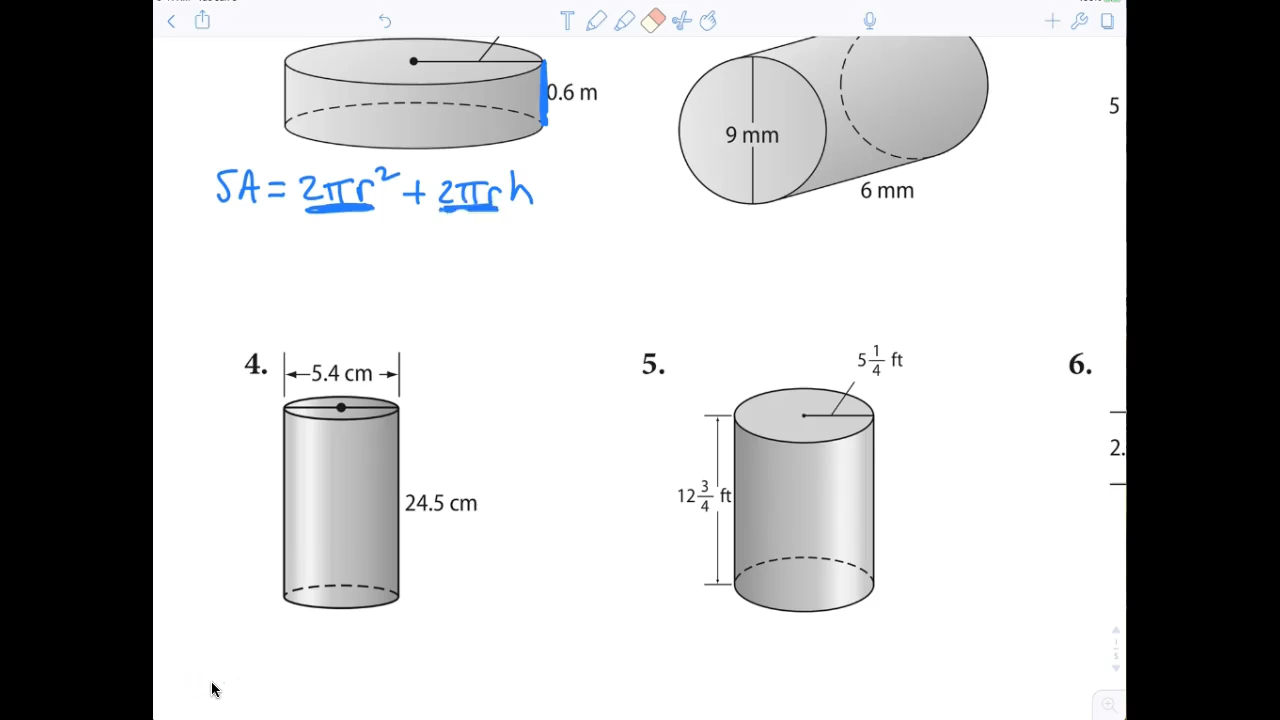 0.6 m
9 mm
6 mm
5
SA = 2πr² + 2πrh
4.
5.4 cm
24.5 cm
5.
5 1/4 ft
12 3/4 ft
6.
2.